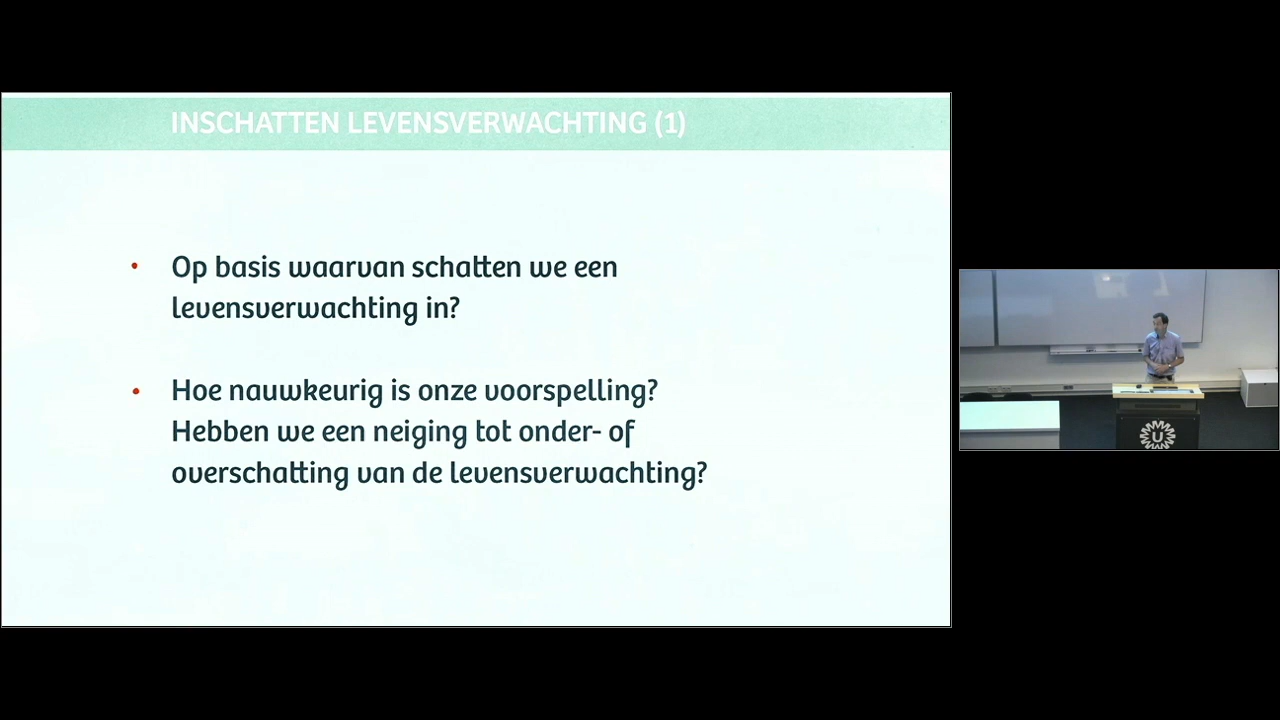 INSCHATTEN LEVENSVERWACHTING (1)
• Op basis waarvan schatten we een
levensverwachting in?
• Hoe nauwkeurig is onze voorspelling?
Hebben we een neiging tot onder- of
overschatting van de levensverwachting?
U